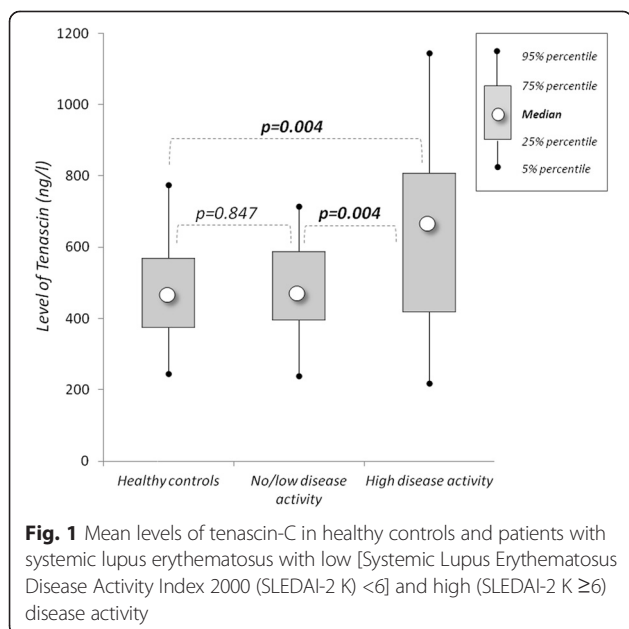 1200
1000
800
600
400
200
0
Level of Tenascin (ng/l)
p=0.004
p=0.847
p=0.004
95% percentile
75% percentile
Median
25% percentile
5% percentile
Healthy controls
No/low disease
activity
High disease activity
Fig. 1 Mean levels of tenascin-C in healthy controls and patients with
systemic lupus erythematosus with low [Systemic Lupus Erythematosus
Disease Activity Index 2000 (SLEDAI-2 K) <6] and high (SLEDAI-2 K ≥6)
disease activity